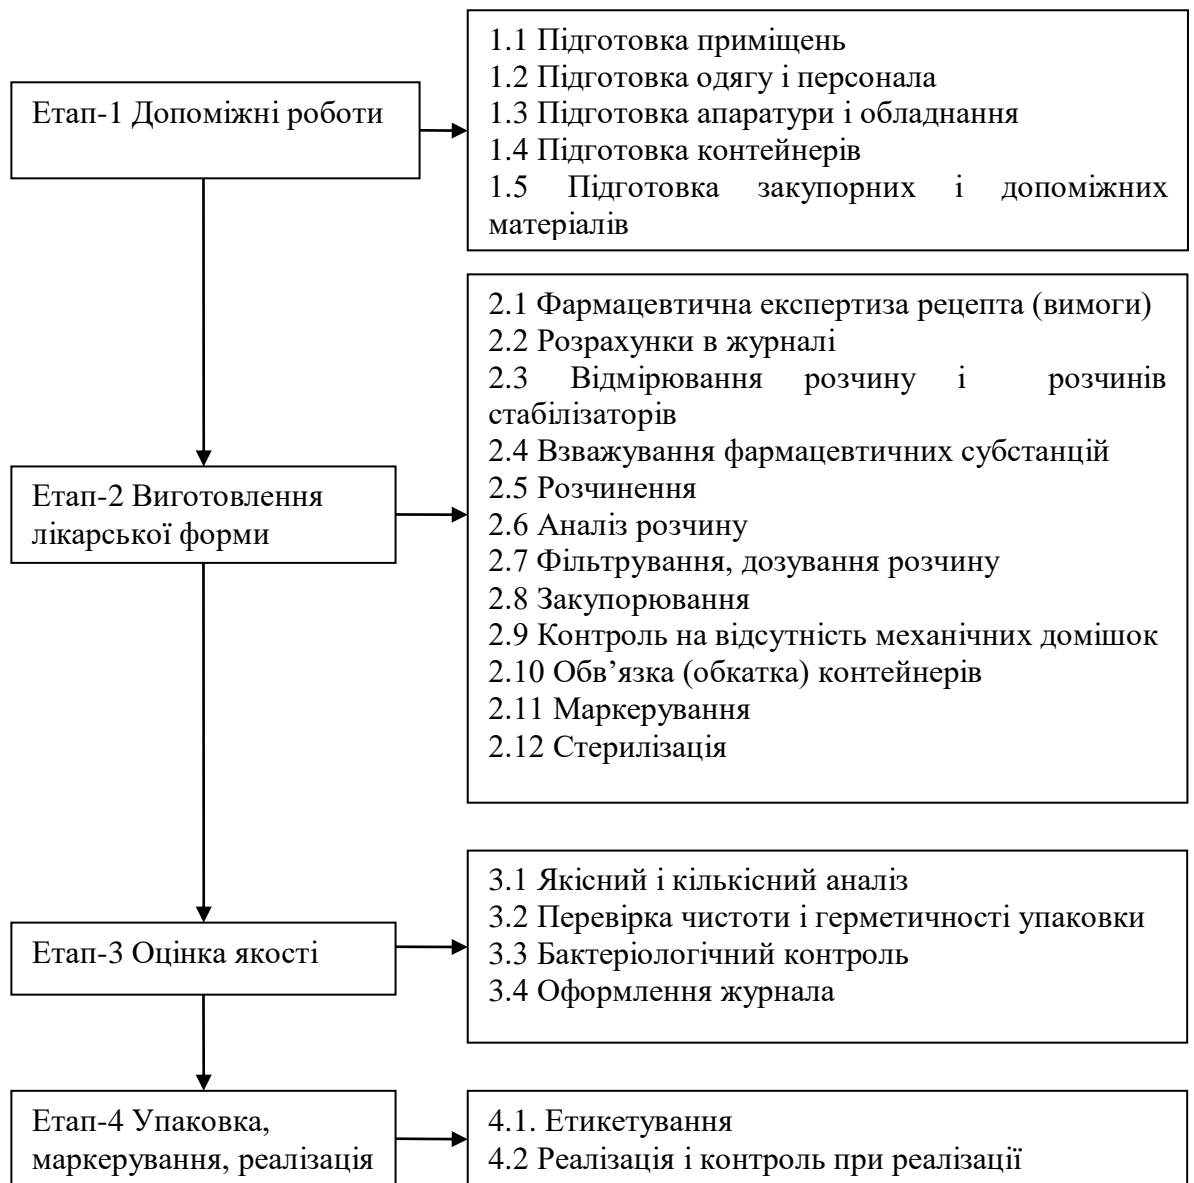 Етап-1 Допоміжні роботи
1.1 Підготовка приміщень
1.2 Підготовка одягу і персонала
1.3 Підготовка апаратури і обладнання
1.4 Підготовка контейнерів
1.5 Підготовка закупорних і допоміжних
матеріалів
Етап-2 Виготовлення
лікарської форми
2.1 Фармацевтична експертиза рецепта (вимоги)
2.2 Розрахунки в журналі
2.3 Відмірювання розчину і розчинів
стабілізаторів
2.4 Взважування фармацевтичних субстанцій
2.5 Розчинення
2.6 Аналіз розчину
2.7 Фільтрування, дозування розчину
2.8 Закупорювання
2.9 Контроль на відсутність механічних домішок
2.10 Обв’язка (обкатка) контейнерів
2.11 Маркерування
2.12 Стерилізація
Етап-3 Оцінка якості
3.1 Якісний і кількісний аналіз
3.2 Перевірка чистоти і герметичності упаковки
3.3 Бактеріологічний контроль
3.4 Оформлення журнала
Етап-4 Упаковка,
маркерування, реалізація
4.1. Етикетування
4.2 Реалізація і контроль при реалізації